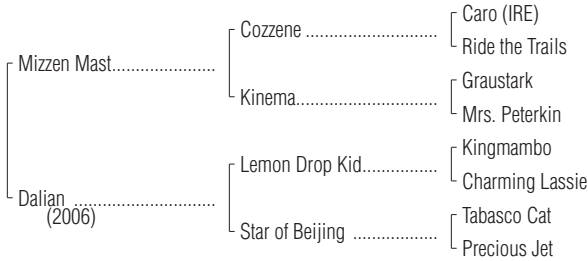 Caro (IRE)
Cozzene ........................................
Ride the Trails
Mizzen Mast...............................
Graustark
Kinema...........................................
Mrs. Peterkin
Kingmambo
Lemon Drop Kid......................
Charming Lassie
Dalian ..........................................
(2006)
Tabasco Cat
Star of Beijing .........................
Precious Jet